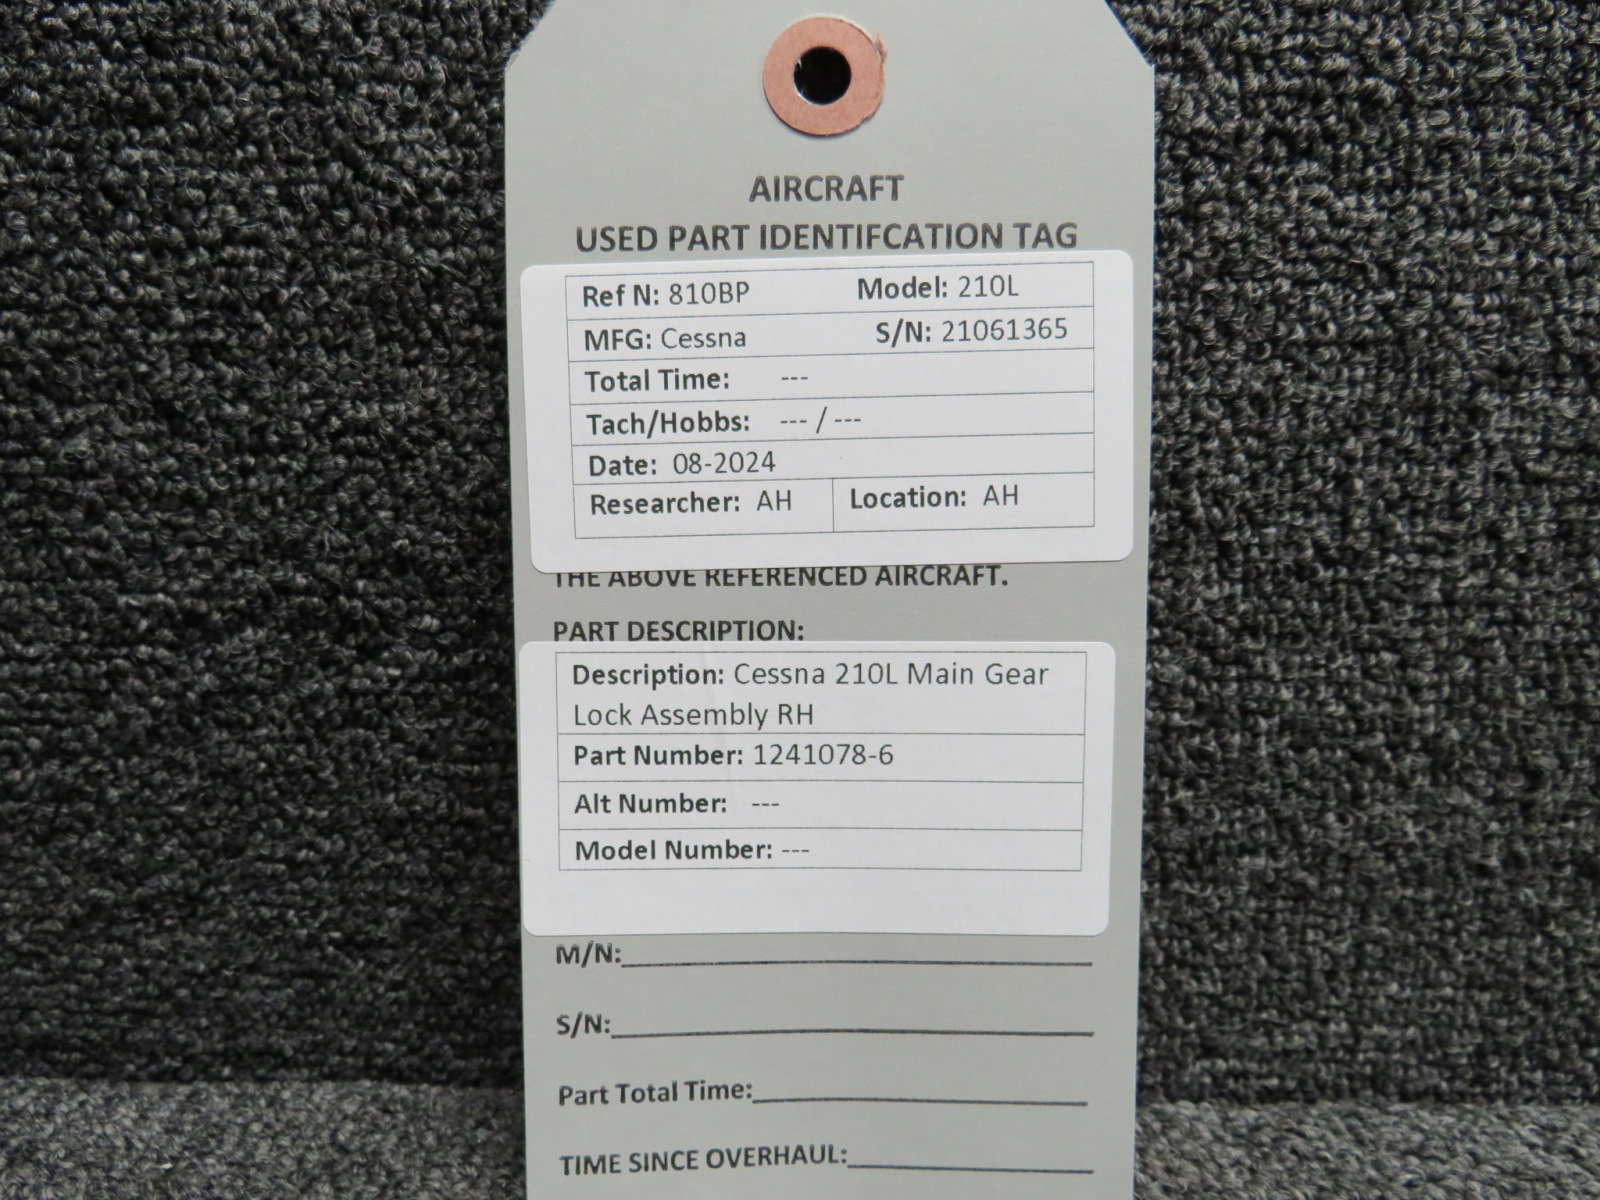 AIRCRAFT
USED PART IDENTIFCATION TAG
Ref N: 810BP Model: 210L
MFG: Cessna S/N: 21061365
Total Time: ---
Tach/Hobbs: --- / ---
Date: 08-2024
Researcher: AH Location: AH
THE ABOVE REFERENCED AIRCRAFT.
PART DESCRIPTION:
Description: Cessna 210L Main Gear
Lock Assembly RH
Part Number: 1241078-6
Alt Number: ---
Model Number: ---
M/N:
S/N:
Part Total Time:
TIME SINCE OVERHAUL: